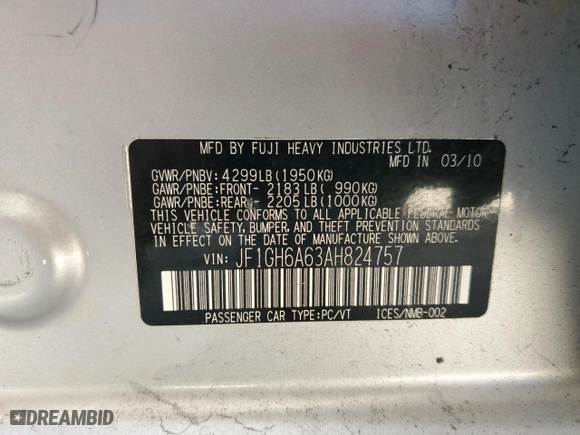 MFD BY FUJI HEAVY INDUSTRIES LTD.
MFD IN 03/10
GVWR/PNBV: 4299LB (1950KG)
GAWR/PNBE:FRONT- 2183 LB ( 990KG)
GAWR/PNBE:REAR - 2205 LB (1000KG)
THIS VEHICLE CONFORMS TO ALL APPLICABLE FEDERAL MOTOR
VEHICLE SAFETY, BUMPER, AND THEFT PREVENTION STANDARDS
IN EFFECT ON THE DATE OF MANUFACTURE SHOWN ABOVE.
VIN: JF1GH6A63AH824757
PASSENGER CAR TYPE:PC/VT ICES/NMB-002
DREAMBID